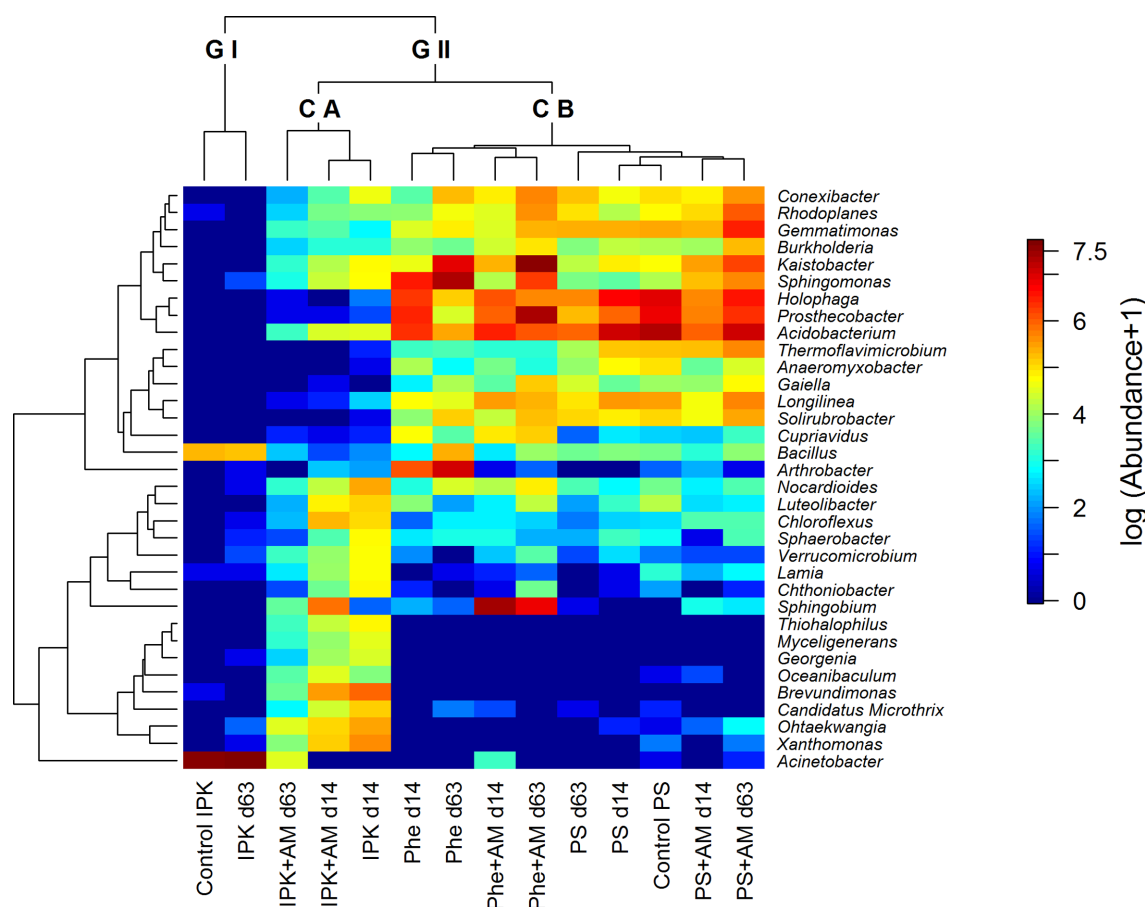 G I
G II
C A
C B
Conexibacter
Rhodoplanes
Gemmatimonas
Burkholderia
Kaistobacter
Sphingomonas
Holophaga
Prosthecobacter
Acidobacterium
Thermoflavimicrobium
Anaeromyxobacter
Gaiella
Longilinea
Solirubrobacter
Cupriavidus
Bacillus
Arthrobacter
Nocardioides
Luteolibacter
Chloroflexus
Sphaerobacter
Verrucomicrobium
Lamia
Chthoniobacter
Sphingobium
Thiohalophilus
Myceligenerans
Georgenia
Oceanibaculum
Brevundimonas
Candidatus Microthrix
Ohtaekwangia
Xanthomonas
Acinetobacter
Control IPK
IPK d63
IPK+AM d63
IPK+AM d14
IPK d14
Phe d14
Phe d63
Phe+AM d14
Phe+AM d63
PS d63
PS d14
Control PS
PS+AM d14
PS+AM d63
7.5
6
4
2
0
log (Abundance+1)